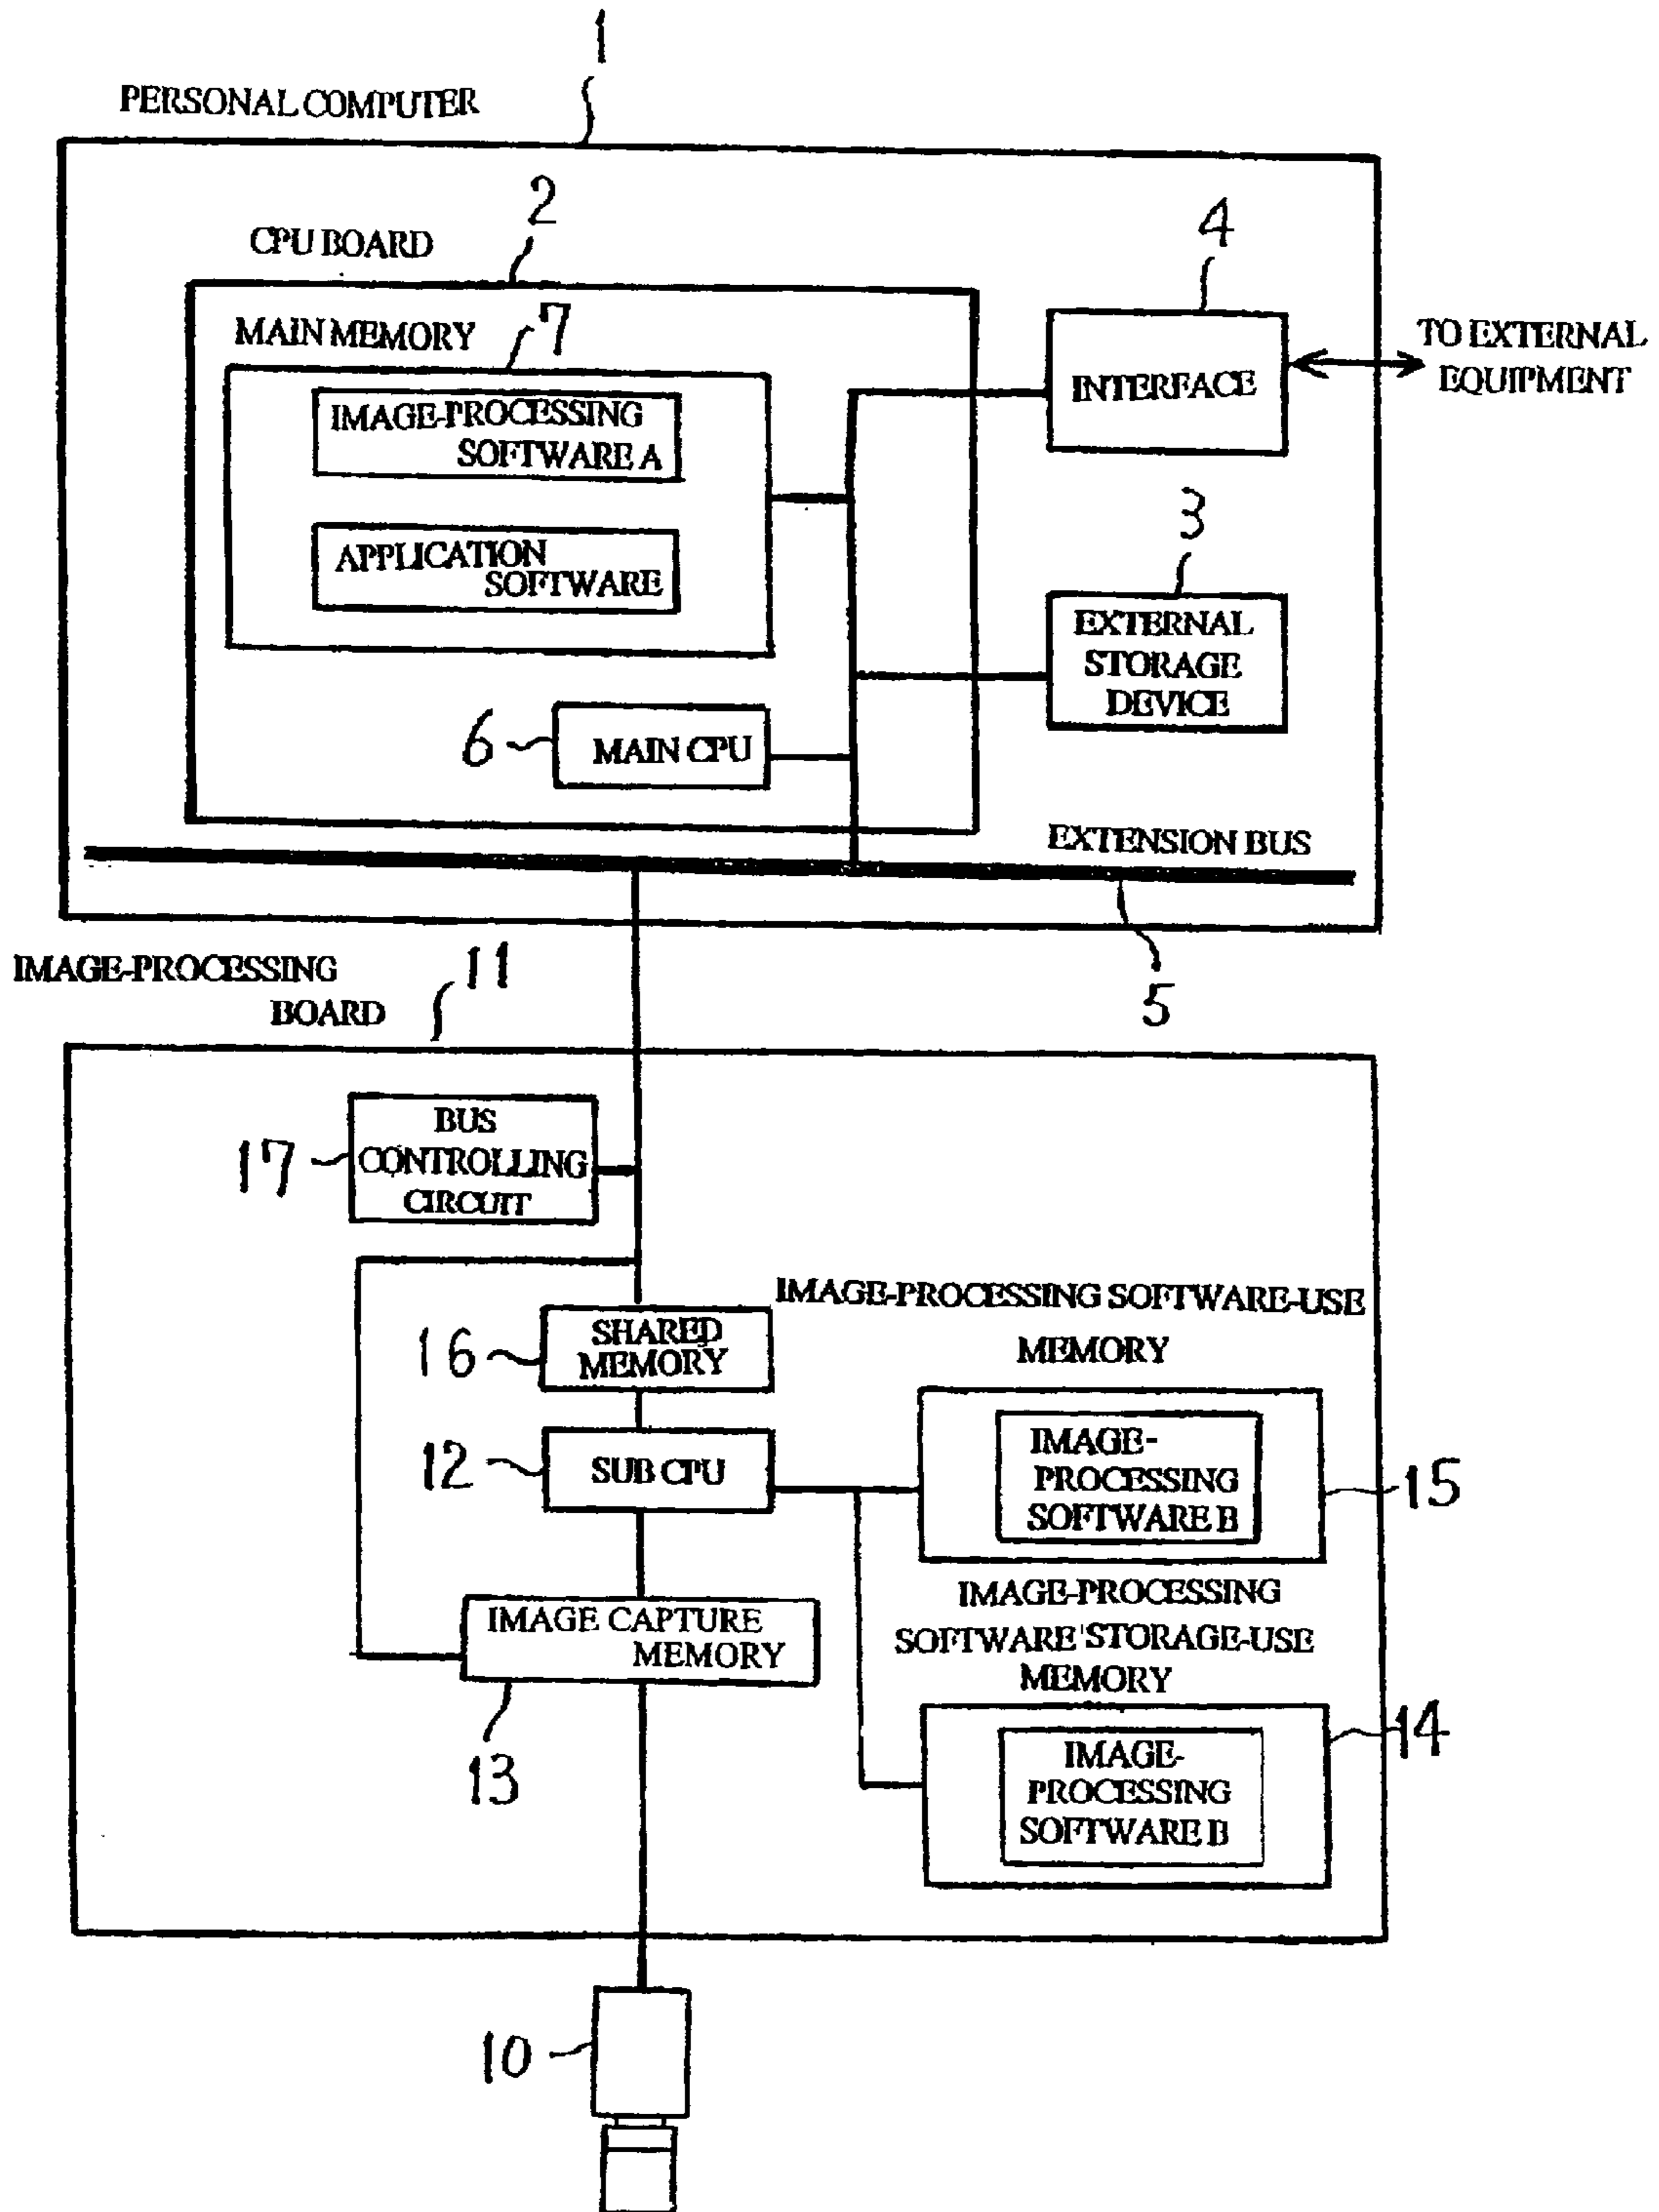 1
PERSONAL COMPUTER
2
CPU BOARD
4
MAIN MEMORY
7
TO EXTERNAL
EQUIPMENT
INTERFACE
IMAGE-PROCESSING
SOFTWARE A
3
APPLICATION
SOFTWARE
EXTERNAL
STORAGE
DEVICE
6
MAIN CPU
EXTENSION BUS
5
IMAGE-PROCESSING
BOARD
11
BUS
CONTROLLING
CIRCUIT
17
IMAGE-PROCESSING SOFTWARE-USE
MEMORY
SHARED
MEMORY
16
12
SUB CPU
IMAGE-
PROCESSING
SOFTWARE B
15
IMAGE-PROCESSING
SOFTWARE STORAGE-USE
MEMORY
IMAGE CAPTURE
MEMORY
13
14
IMAGE-
PROCESSING
SOFTWARE B
10